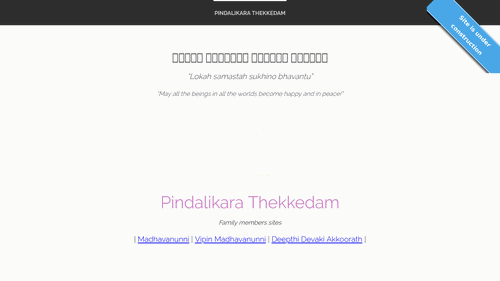 PINDALIKARA THEKKEDAM
Site is under
construction
"Lokah samastah sukhino bhavantu"
"May all the beings in all the worlds become happy and in peace!"
Pindalikara Thekkedam
Family members sites
| Madhavanunni | Vipin Madhavanunni | Deepthi Devaki Akkoorath |